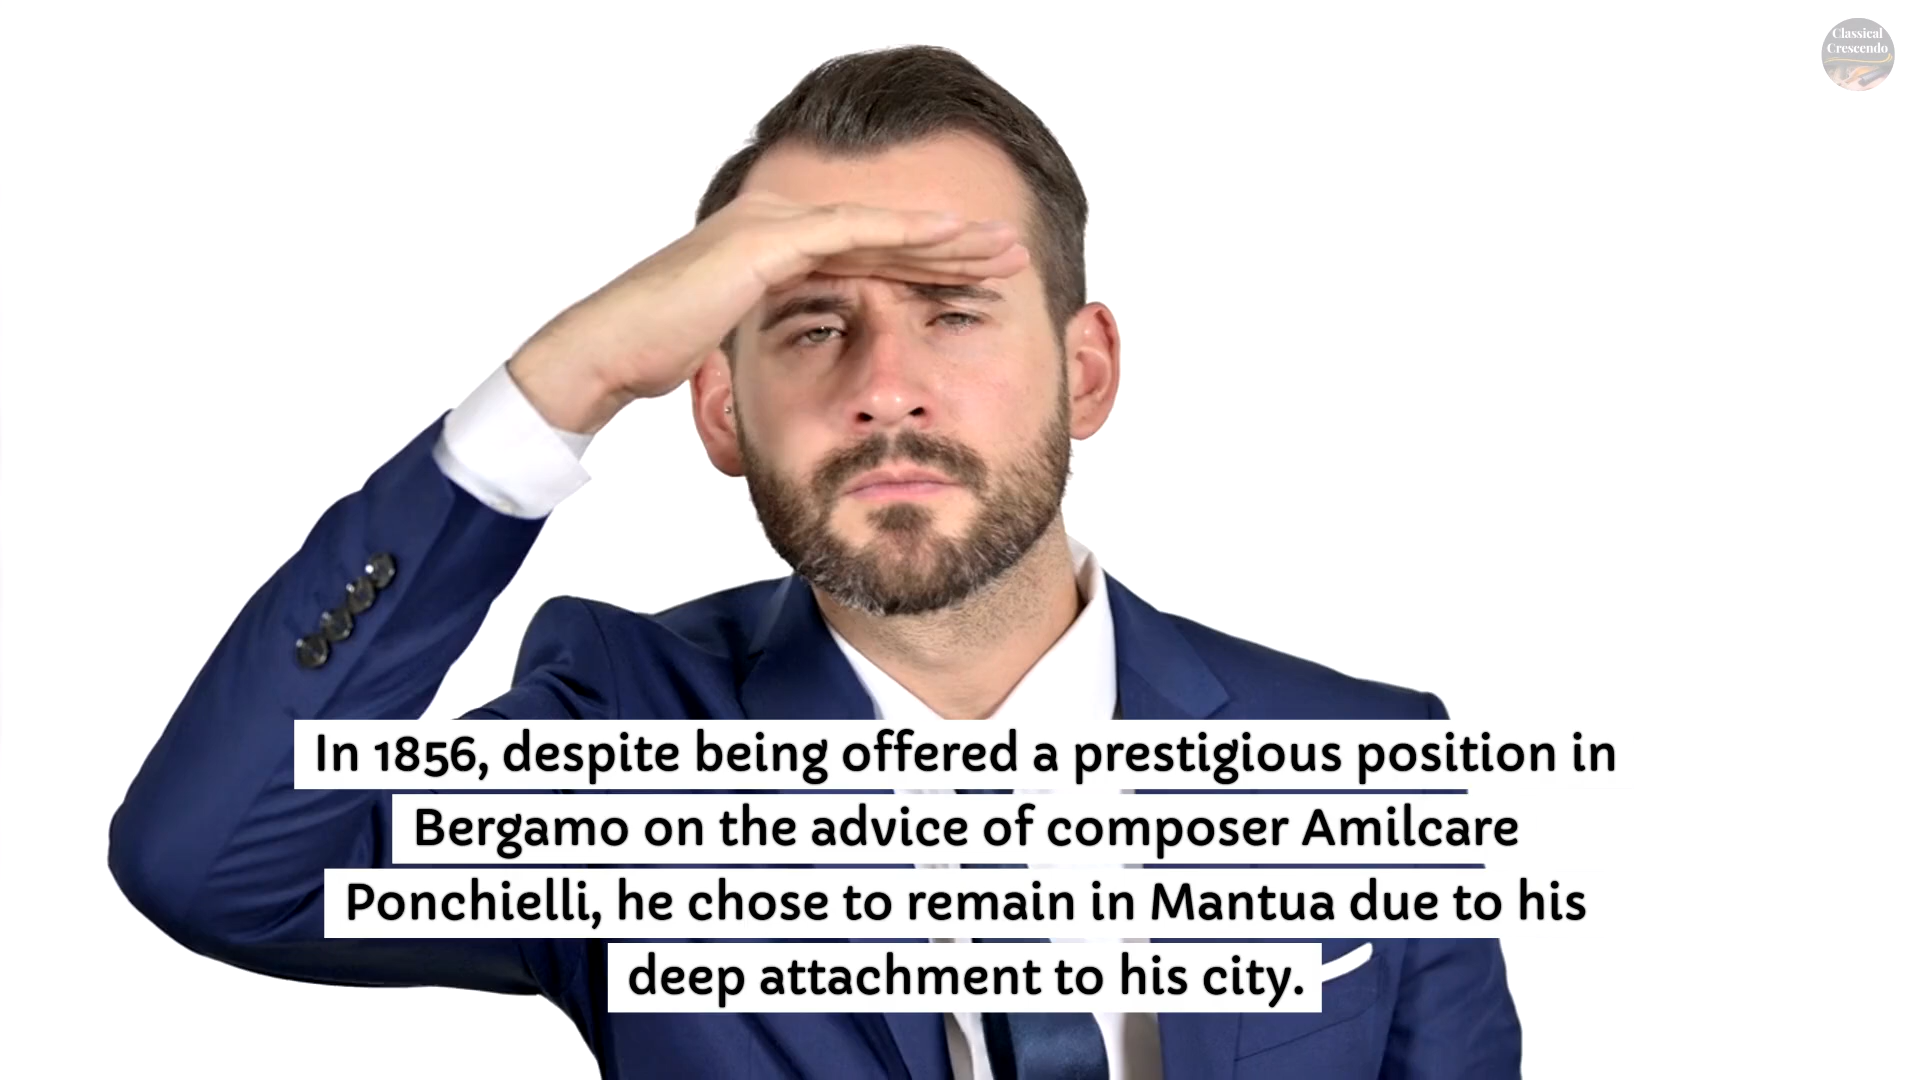 Classical
Crescendo
In 1856, despite being offered a prestigious position in
Bergamo on the advice of composer Amilcare
Ponchielli, he chose to remain in Mantua due to his
deep attachment to his city.